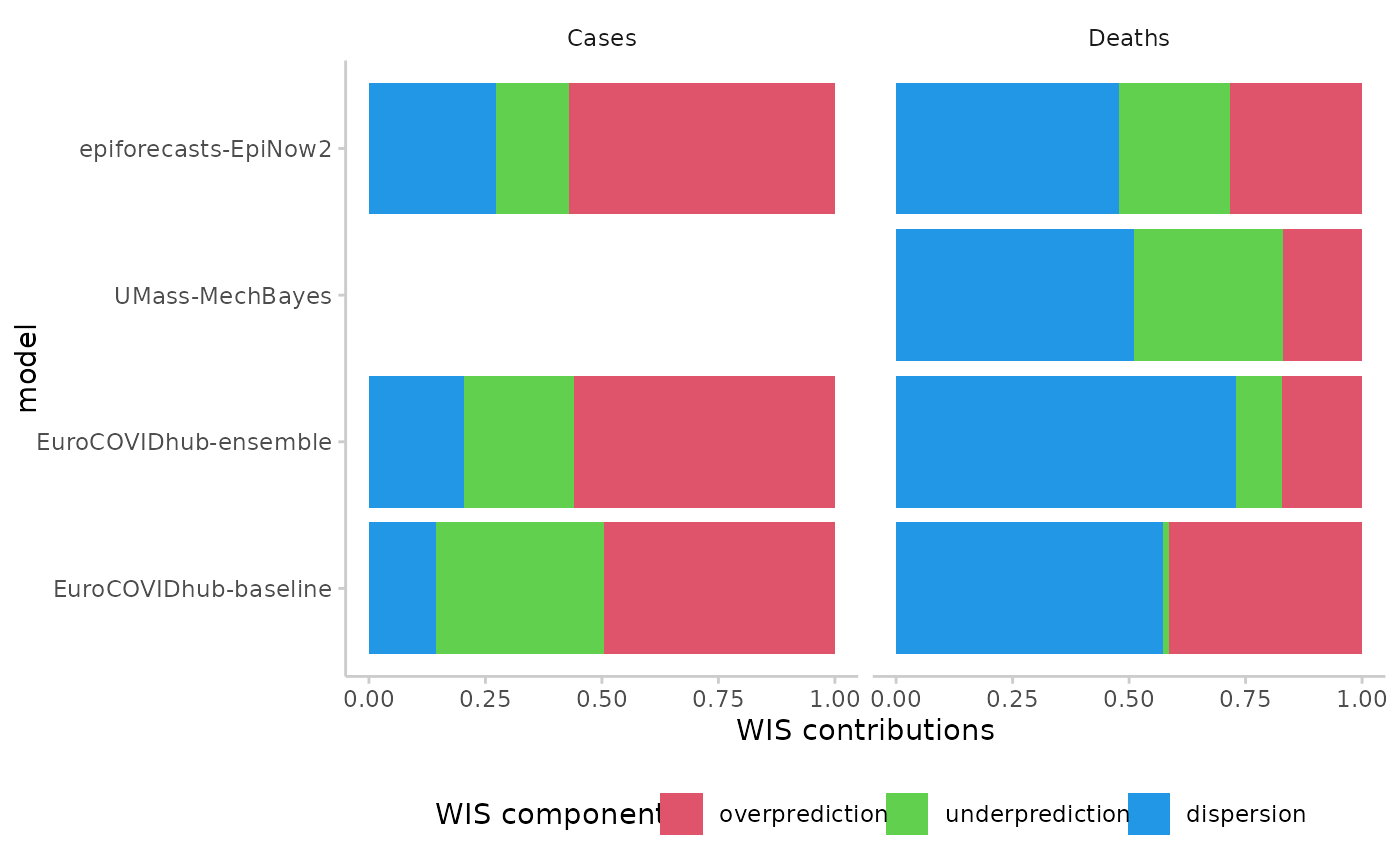 Cases
Deaths
epiforecasts-EpiNow2
UMass-MechBayes
EuroCOVIDhub-ensemble
EuroCOVIDhub-baseline
model
0.00 0.25 0.50 0.75 1.00
0.00 0.25 0.50 0.75 1.00
WIS contributions
WIS component overprediction underprediction dispersion